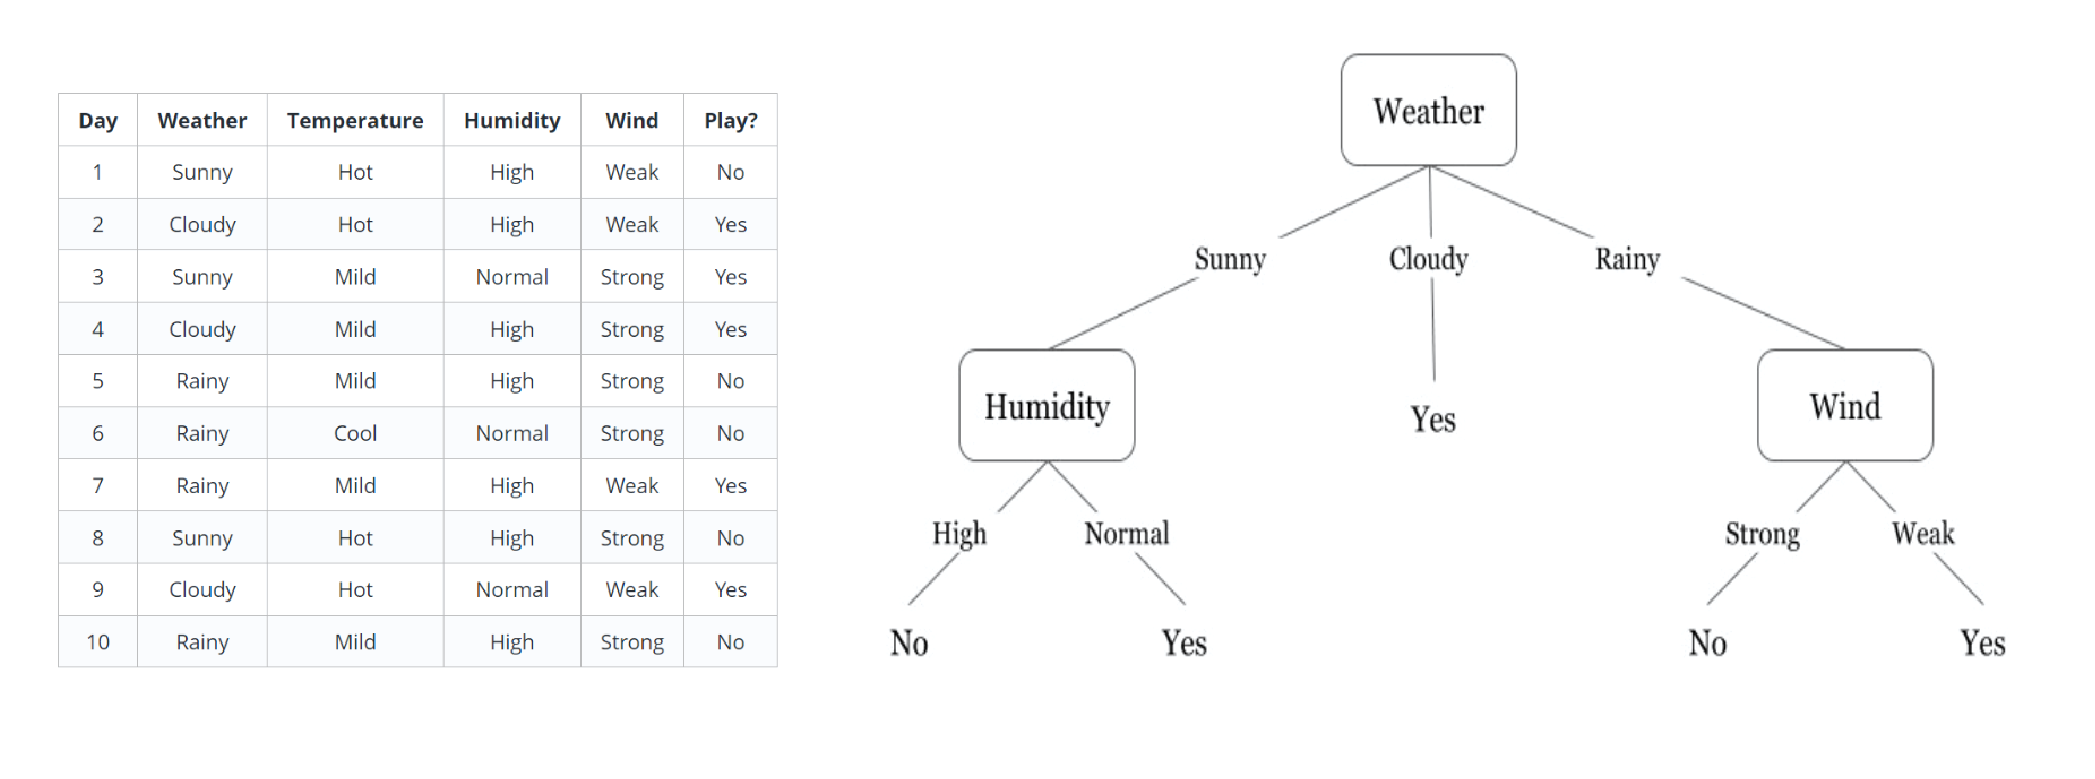 Day Weather Temperature Humidity Wind Play?
1 Sunny Hot High Weak No
2 Cloudy Hot High Weak Yes
3 Sunny Mild Normal Strong Yes
4 Cloudy Mild High Strong Yes
5 Rainy Mild High Strong No
6 Rainy Cool Normal Strong No
7 Rainy Mild High Weak Yes
8 Sunny Hot High Strong No
9 Cloudy Hot Normal Weak Yes
10 Rainy Mild High Strong No
Weather
Sunny Cloudy Rainy
Humidity Yes Wind
High Normal Strong Weak
No Yes No Yes